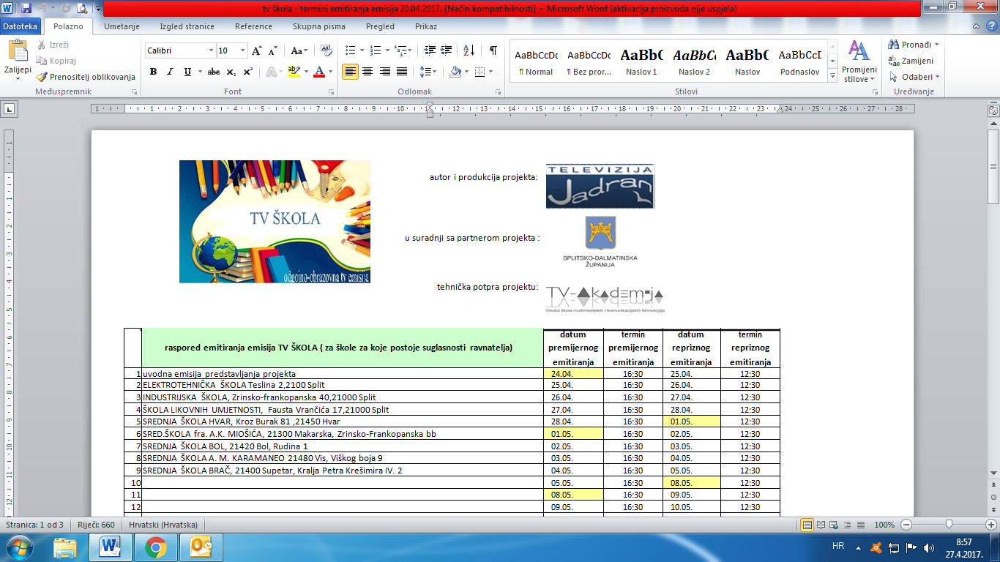 tv škola - termini emitiranja emisija 20.04.2017. [Način kompatibilnosti] - Microsoft Word (aktivacija proizvoda nije uspjela)
Datoteka Polazno Umetanje Izgled stranice Reference Skupna pisma Pregled Prikaz
Zalijepi
Izreži
Kopiraj
Prenositelj oblikovanja
Međuspremnik
Calibri 10
Font
Odlomak
AaBbCcDc AaBbCcDc AaBbC AaBbCc AaBbC AaBbCcI
¶ Normal ¶ Bez pror... Naslov 1 Naslov 2 Naslov Podnaslov
Promijeni stilove
Stilovi
Pronađi
Zamijeni
Odaberi
Uređivanje
TV ŠKOLA
odgojno-obrazovna tv emisija
autor i produkcija projekta:
TELEVIZIJA
Jadran
u suradnji sa partnerom projekta :
SPLITSKO-DALMATINSKA
ŽUPANIJA
tehnička potpra projektu:
TV-Akademija
Visoka škola multimedijskih i komunikacijskih tehnologija
raspored emitiranja emisija TV ŠKOLA ( za škole za koje postoje suglasnosti ravnatelja) datum premijernog emitiranja termin premijernog emitiranja datum repriznog emitiranja termin repriznog emitiranja
1 uvodna emisija predstavljanja projekta 24.04. 16:30 25.04. 12:30
2 ELEKTROTEHNIČKA ŠKOLA Teslina 2,2100 Split 25.04. 16:30 26.04. 12:30
3 INDUSTRIJSKA ŠKOLA, Zrinsko-frankopanska 40,21000 Split 26.04. 16:30 27.04. 12:30
4 ŠKOLA LIKOVNIH UMJETNOSTI, Fausta Vrančića 17,21000 Split 27.04. 16:30 28.04. 12:30
5 SREDNJA ŠKOLA HVAR, Kroz Burak 81 ,21450 Hvar 28.04. 16:30 01.05. 12:30
6 SRED.ŠKOLA fra. A.K. MIOŠIĆA, 21300 Makarska, Zrinsko-Frankopanska bb 01.05. 16:30 02.05. 12:30
7 SREDNJA ŠKOLA BOL, 21420 Bol, Rudina 1 02.05. 16:30 03.05. 12:30
8 SREDNJA ŠKOLA A. M. KARAMANEO 21480 Vis, Viškog boja 9 03.05. 16:30 04.05. 12:30
9 SREDNJA ŠKOLA BRAČ, 21400 Supetar, Kralja Petra Krešimira IV. 2 04.05. 16:30 05.05. 12:30
10 05.05. 16:30 08.05. 12:30
11 08.05. 16:30 09.05. 12:30
12 09.05. 16:30 10.05. 12:30
Stranica: 1 od 3 Riječi: 660 Hrvatski (Hrvatska) 100%
HR 8:57
27.4.2017.